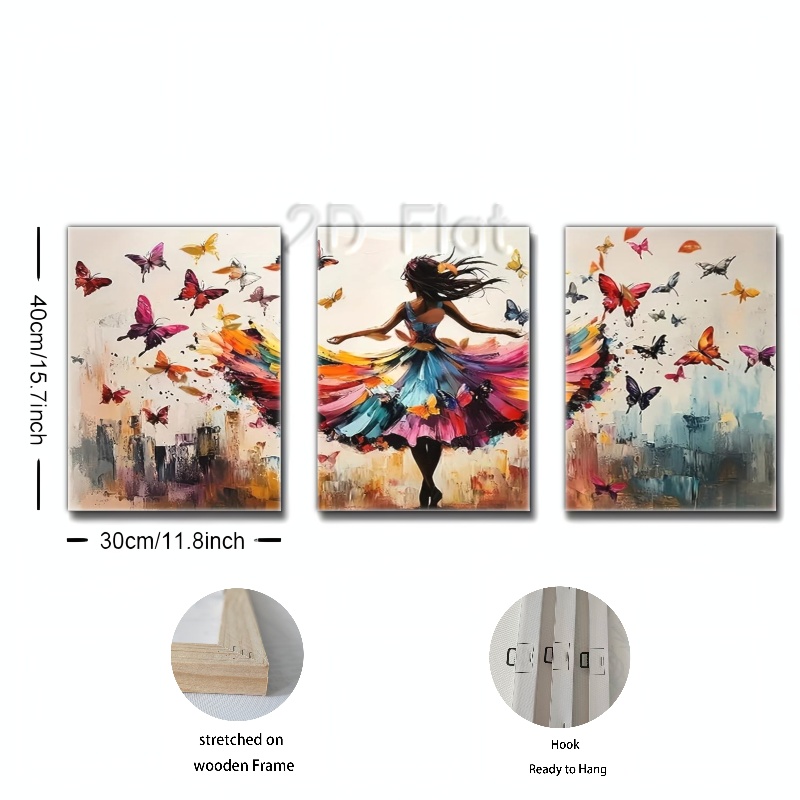 2D Flat
40cm/15.7inch
30cm/11.8inch
stretched on
wooden Frame
Hook
Ready to Hang